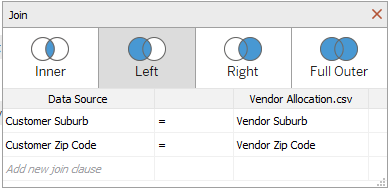 Join
Inner Left Right Full Outer
Data Source Vendor Allocation.csv
Customer Suburb = Vendor Suburb
Customer Zip Code = Vendor Zip Code
Add new join clause